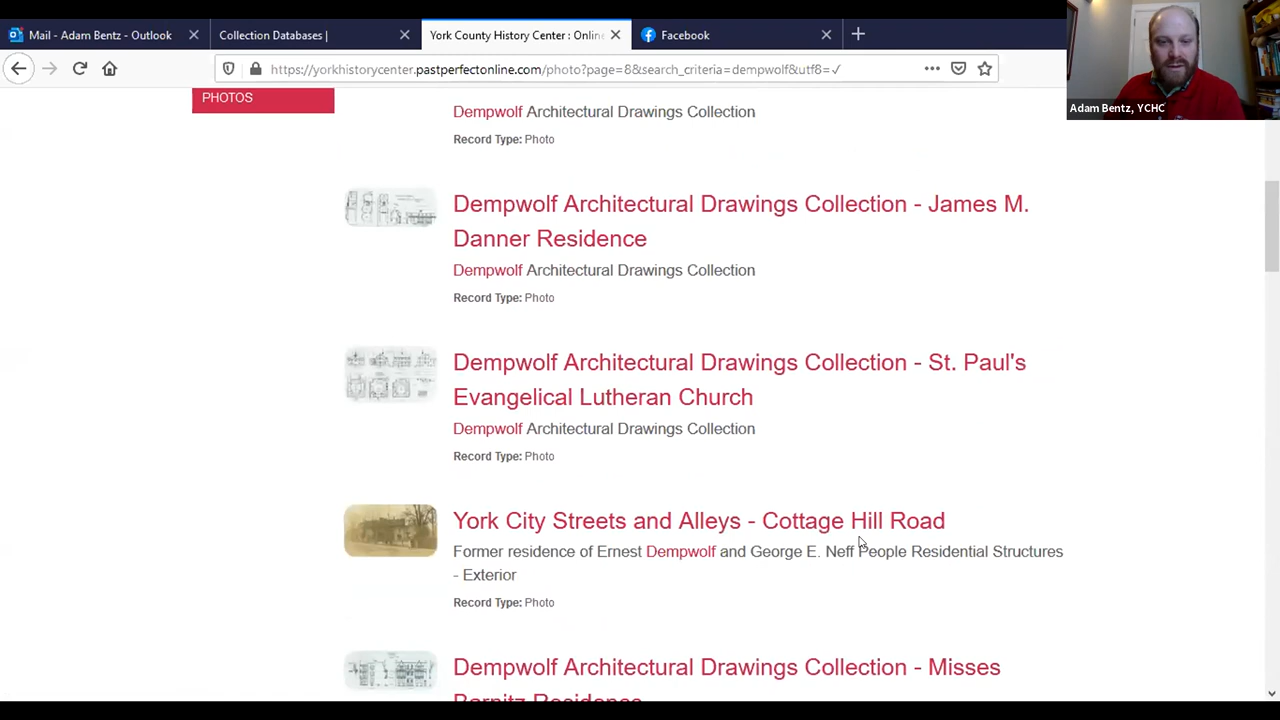 Mail - Adam Bentz - Outlook
Collection Databases |
York County History Center : Onlin
Facebook
https://yorkhistorycenter.pastperfectonline.com/photo?page=8&search_criteria=dempwolf&utf8=✓
Adam Bentz, YCHC
PHOTOS
Dempwolf Architectural Drawings Collection
Record Type: Photo
Dempwolf Architectural Drawings Collection - James M.
Danner Residence
Dempwolf Architectural Drawings Collection
Record Type: Photo
Dempwolf Architectural Drawings Collection - St. Paul's
Evangelical Lutheran Church
Dempwolf Architectural Drawings Collection
Record Type: Photo
York City Streets and Alleys - Cottage Hill Road
Former residence of Ernest Dempwolf and George E. Neff People Residential Structures
- Exterior
Record Type: Photo
Dempwolf Architectural Drawings Collection - Misses
Barnitz Residence